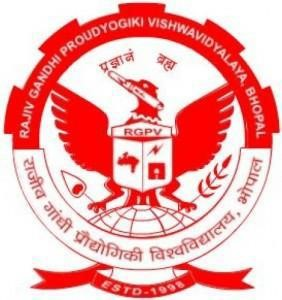 RAJIV GANDHI PROUDYOGIKI VISHWAVIDYALAYA, BHOPAL
प्रज्ञानं ब्रह्म
RGPV
राजीव गांधी प्रौद्योगिकी विश्वविद्यालय, भोपाल
ESTD-1998